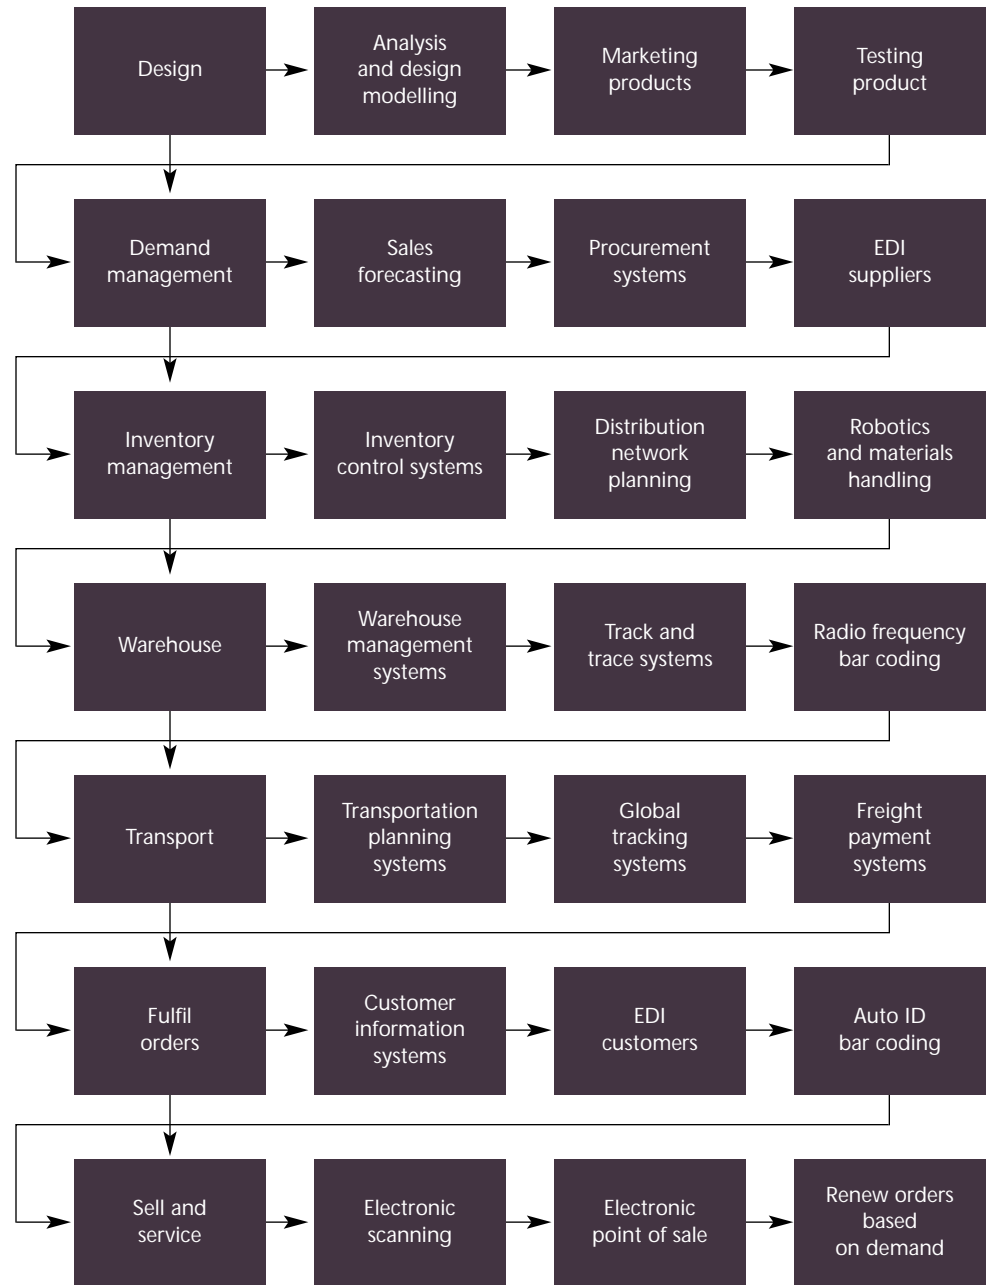 Design
Analysis
and design
modelling
Marketing
products
Testing
product
Demand
management
Sales
forecasting
Procurement
systems
EDI
suppliers
Inventory
management
Inventory
control systems
Distribution
network
planning
Robotics
and materials
handling
Warehouse
Warehouse
management
systems
Track and
trace systems
Radio frequency
bar coding
Transport
Transportation
planning
systems
Global
tracking
systems
Freight
payment
systems
Fulfil
orders
Customer
information
systems
EDI
customers
Auto ID
bar coding
Sell and
service
Electronic
scanning
Electronic
point of sale
Renew orders
based
on demand